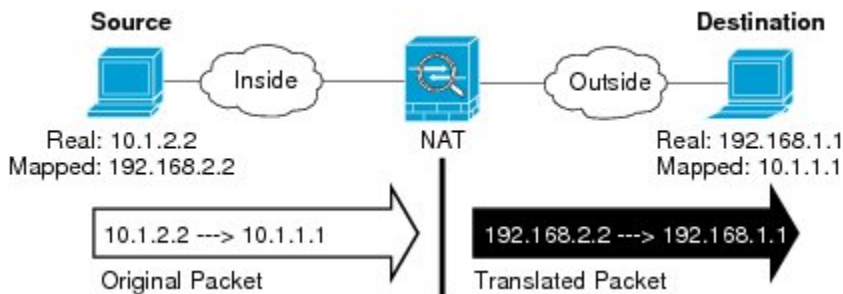 Source
Destination
Inside
Outside
Real: 10.1.2.2
Mapped: 192.168.2.2
NAT
Real: 192.168.1.1
Mapped: 10.1.1.1
10.1.2.2 ---> 10.1.1.1
192.168.2.2 ---> 192.168.1.1
Original Packet
Translated Packet